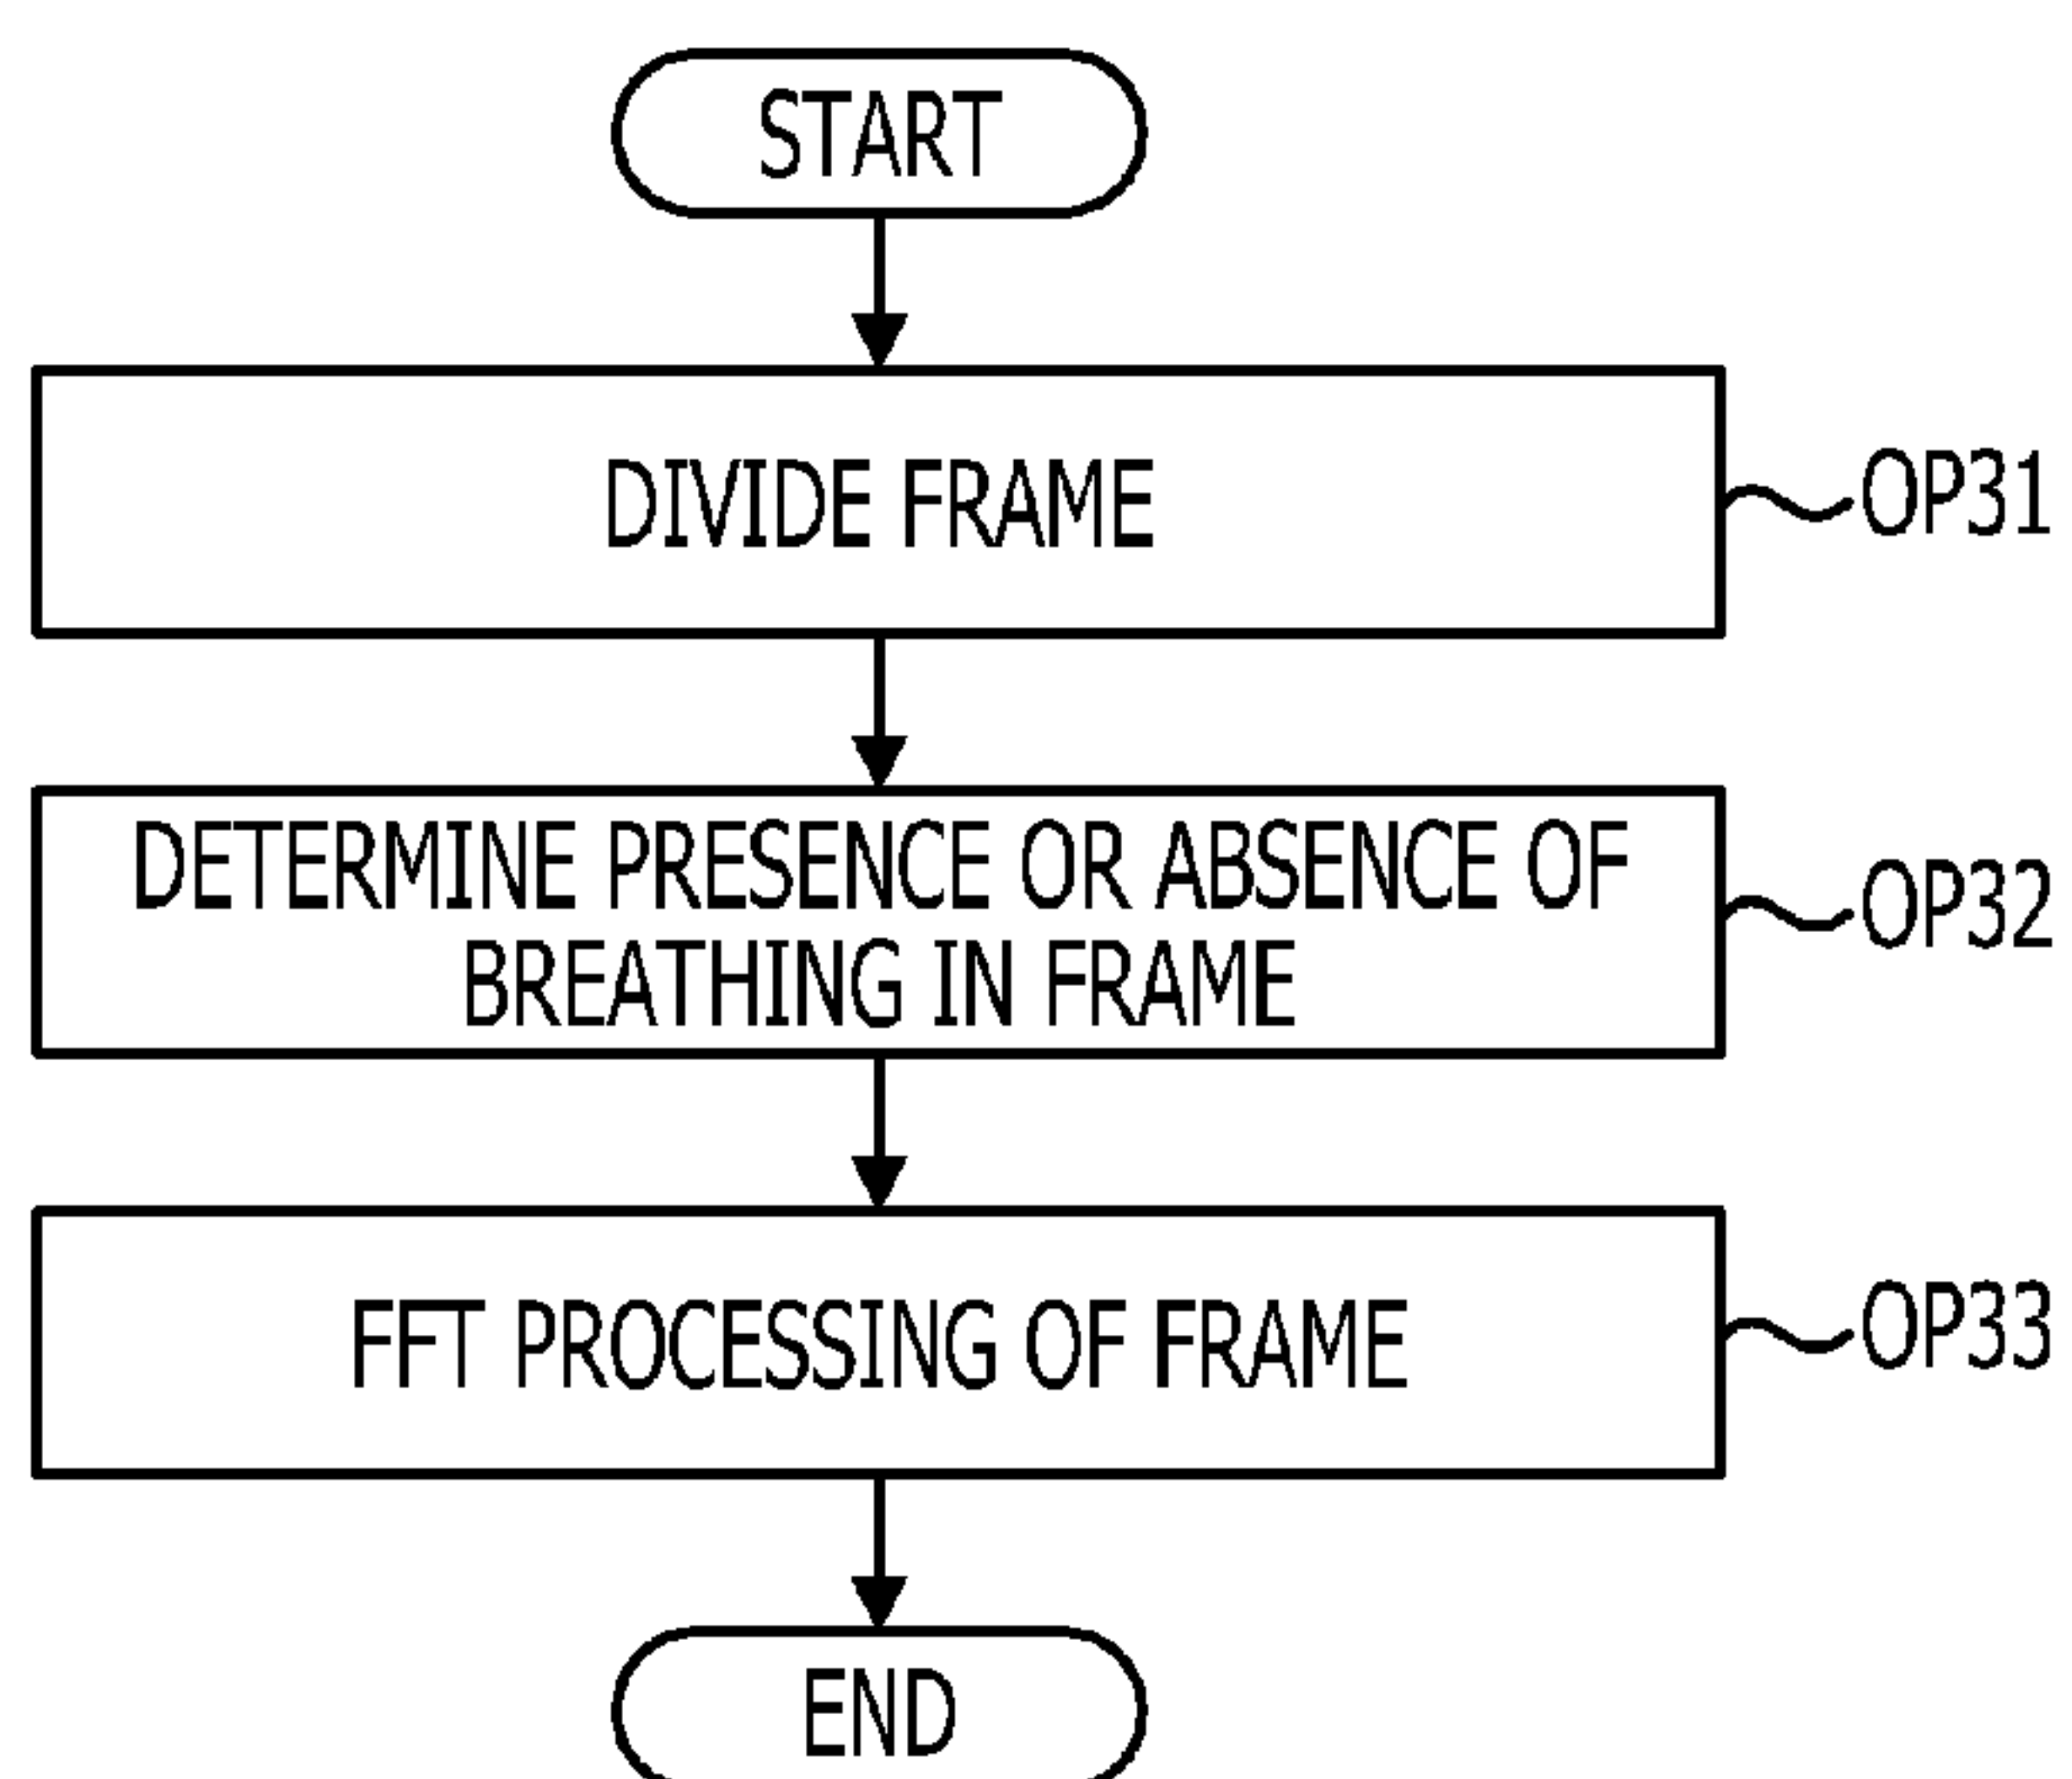 START
DIVIDE FRAME
OP31
DETERMINE PRESENCE OR ABSENCE OF
BREATHING IN FRAME
OP32
FFT PROCESSING OF FRAME
OP33
END